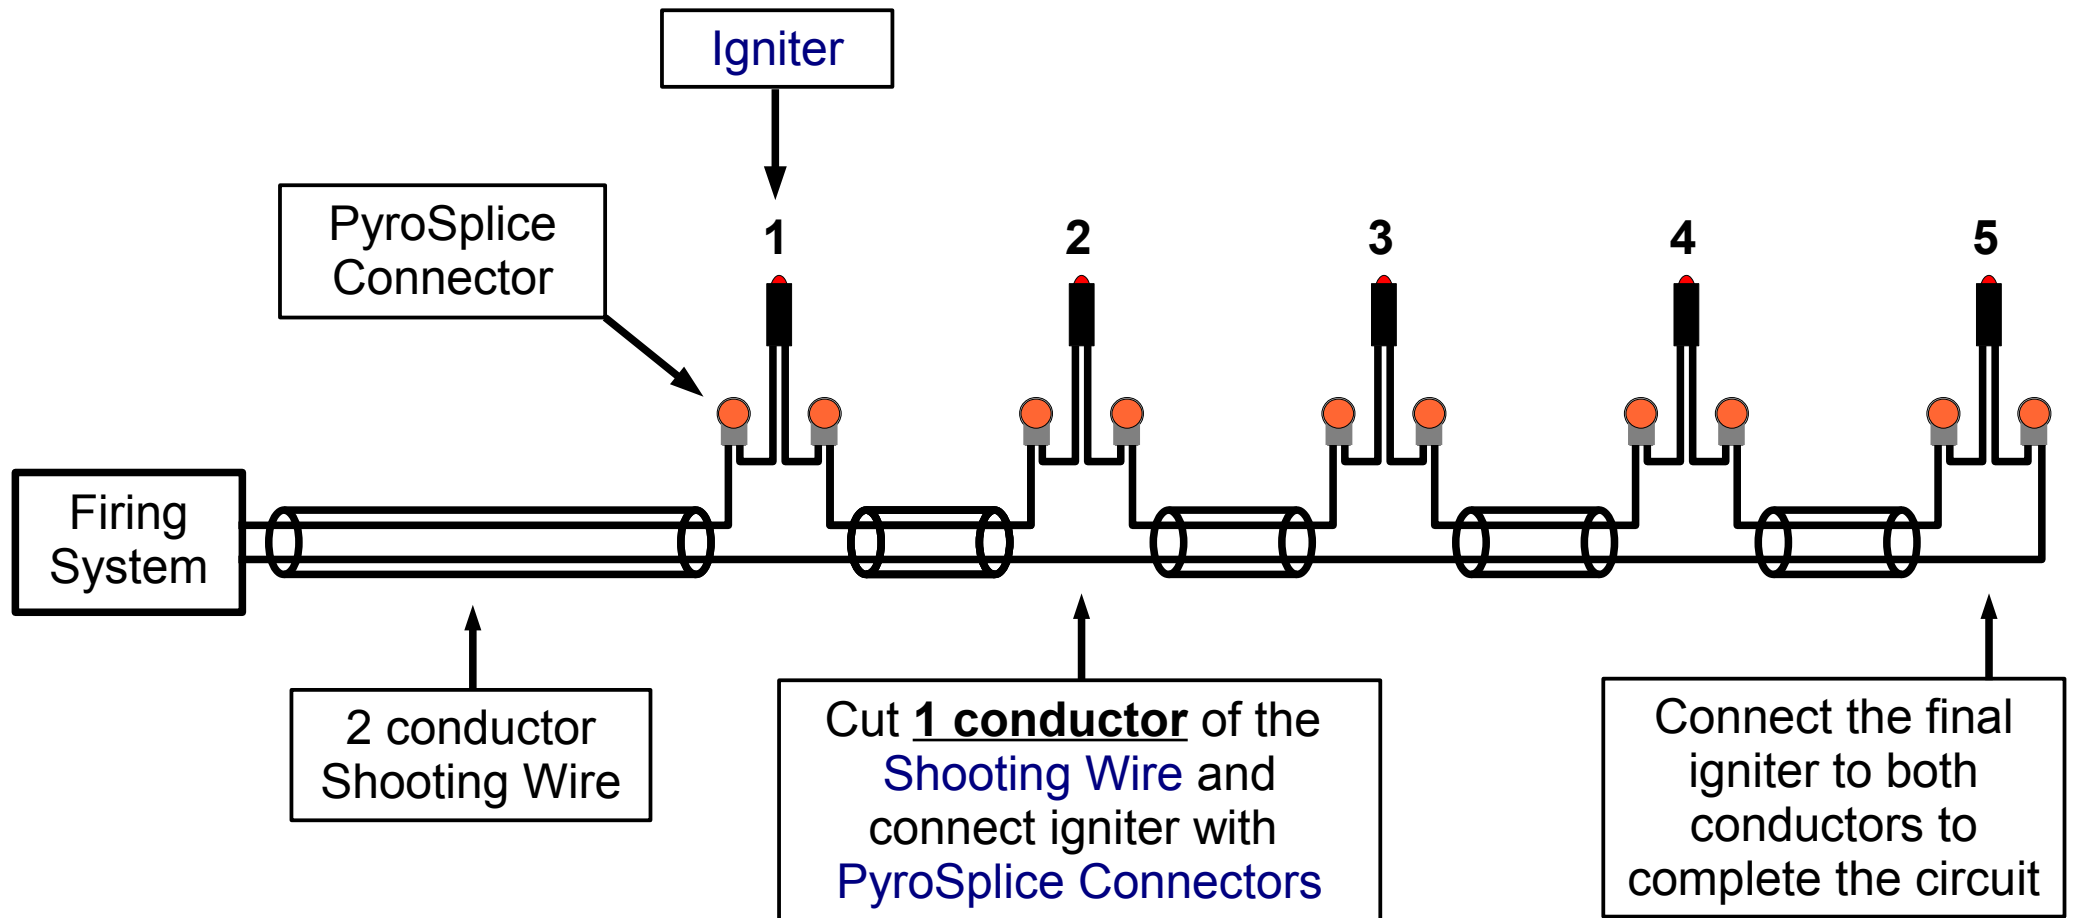 Igniter
PyroSplice
Connector
1
2
3
4
5
Firing
System
2 conductor
Shooting Wire
Cut 1 conductor of the
Shooting Wire and
connect igniter with
PyroSplice Connectors
Connect the final
igniter to both
conductors to
complete the circuit